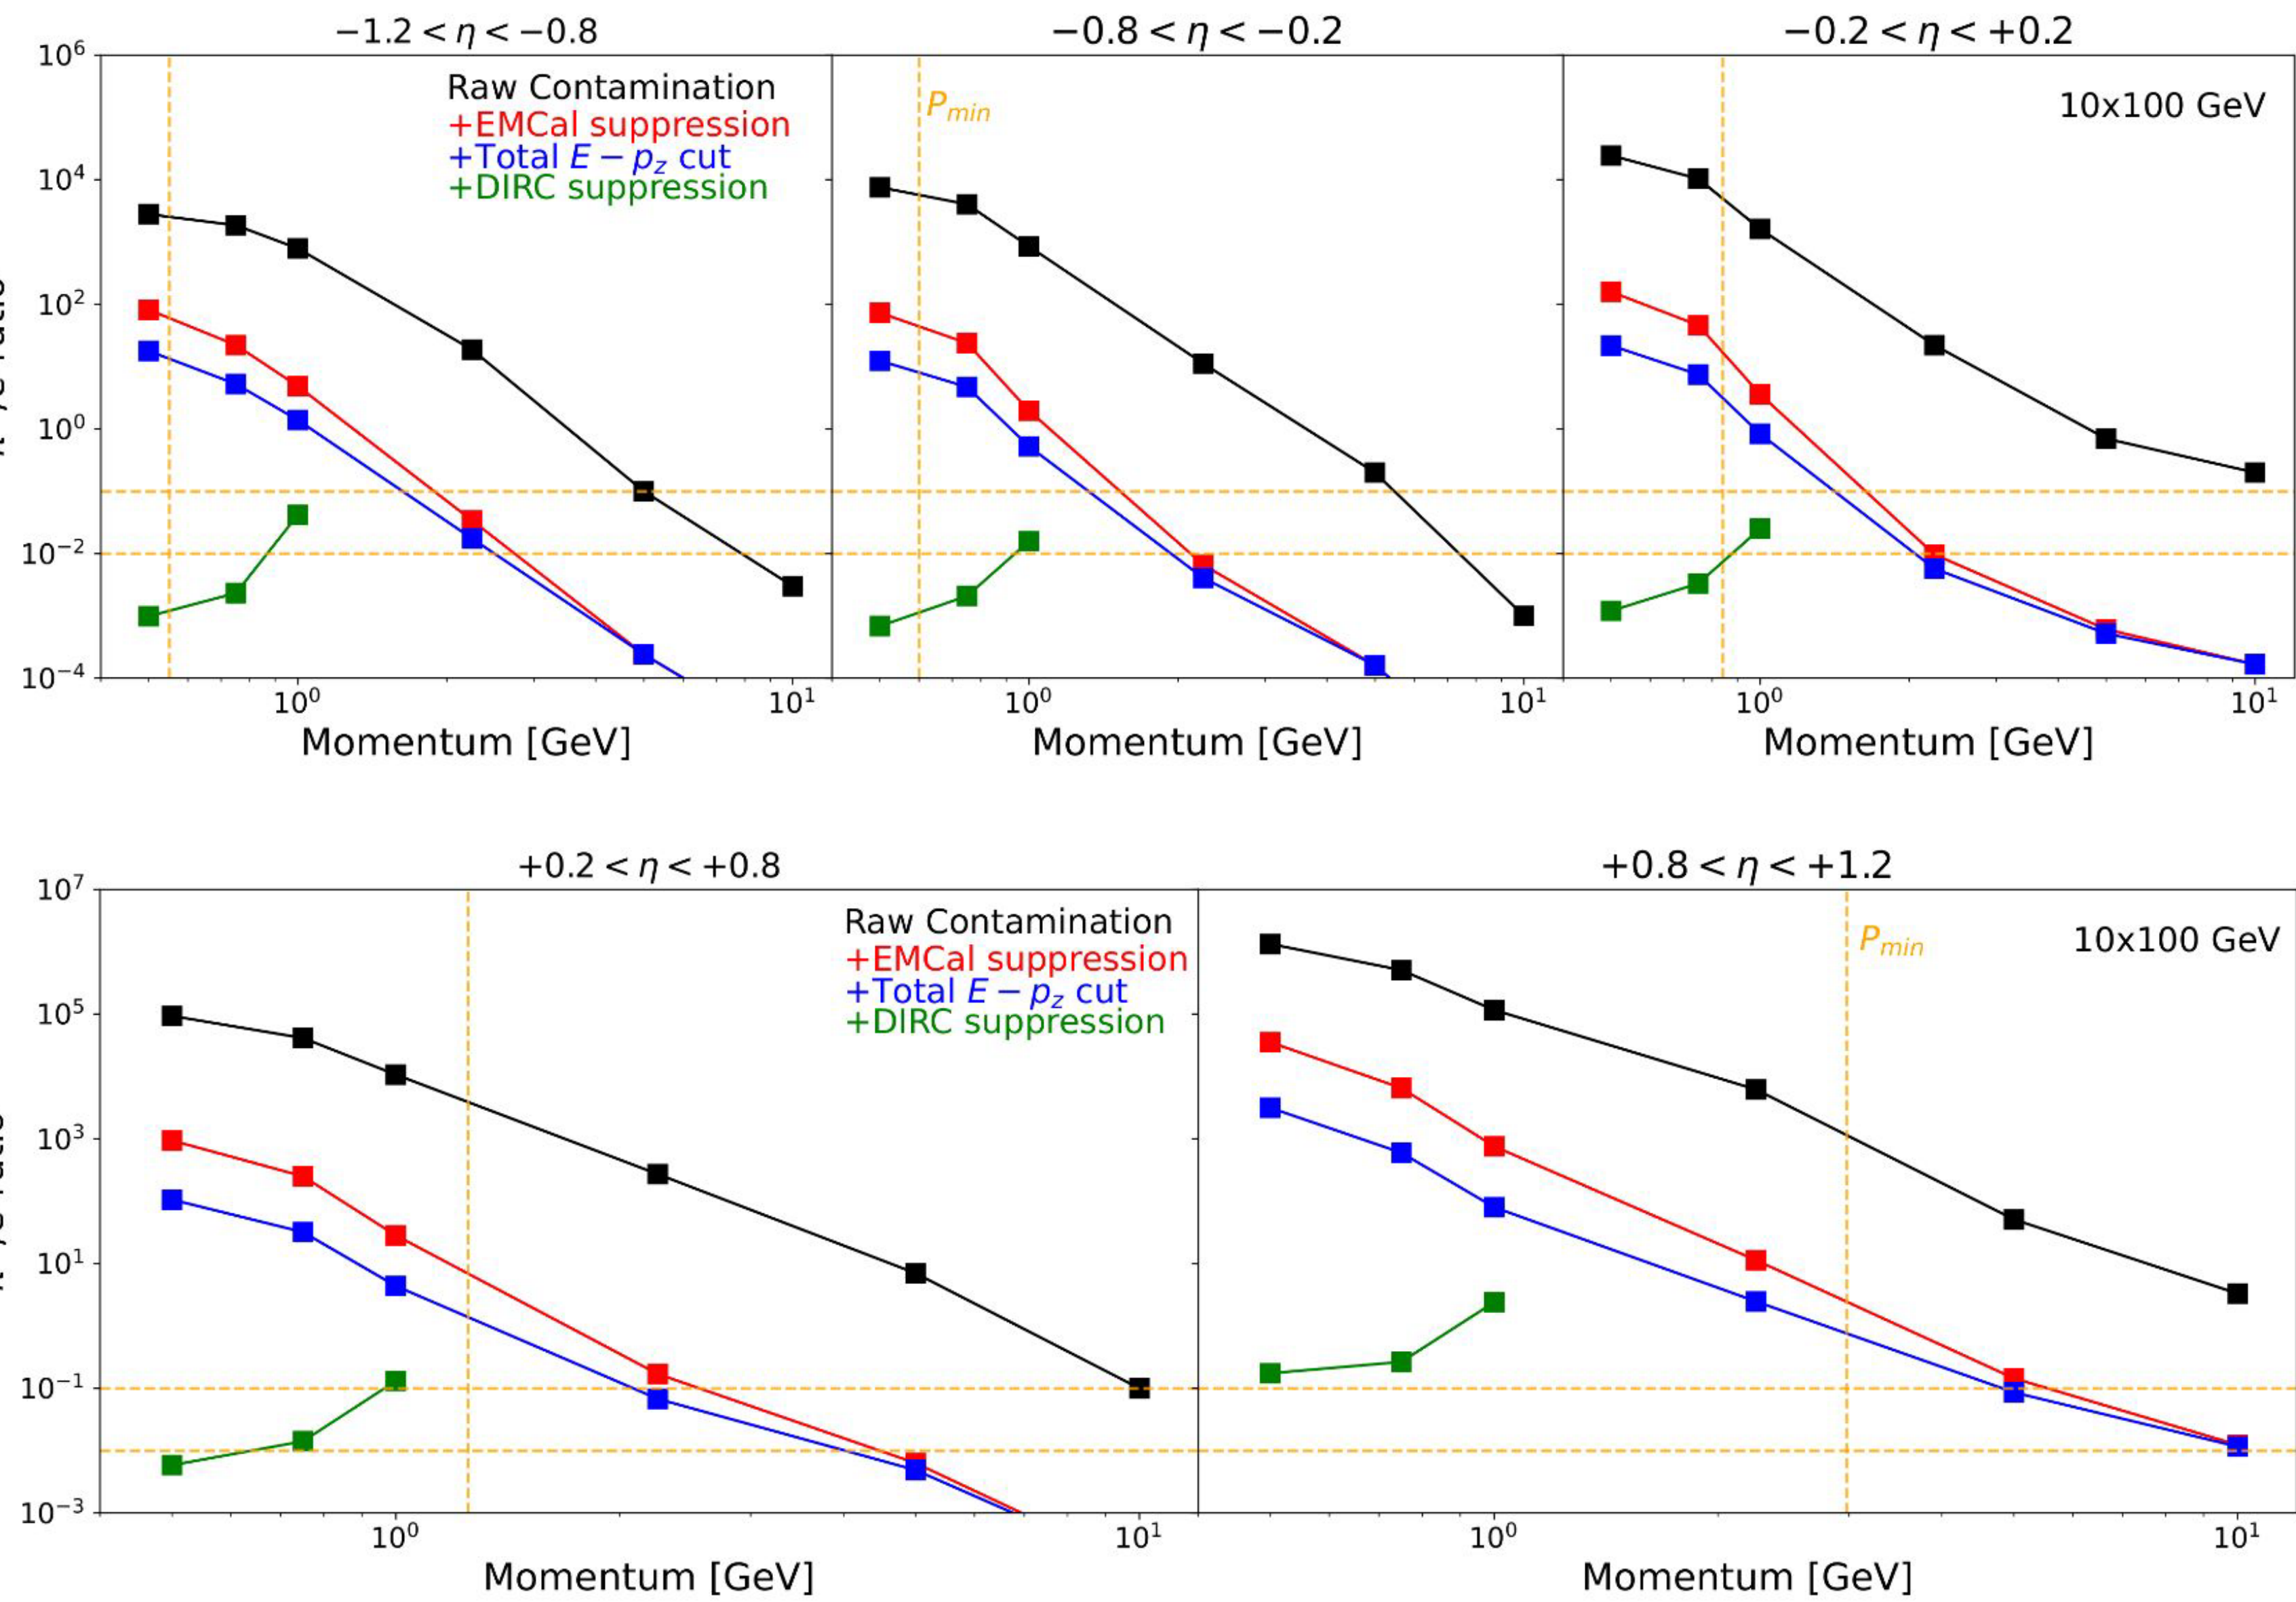 −1.2 < η < −0.8
−0.8 < η < −0.2
−0.2 < η < +0.2
10⁶
10⁴
10²
10⁰
10⁻²
10⁻⁴
Raw Contamination
+EMCal suppression
+Total E − p_z cut
+DIRC suppression
P_min
10x100 GeV
10⁰
10¹
10⁰
10¹
10⁰
10¹
Momentum [GeV]
Momentum [GeV]
Momentum [GeV]
+0.2 < η < +0.8
+0.8 < η < +1.2
10⁷
10⁵
10³
10¹
10⁻¹
10⁻³
Raw Contamination
+EMCal suppression
+Total E − p_z cut
+DIRC suppression
P_min
10x100 GeV
10⁰
10¹
10⁰
10¹
Momentum [GeV]
Momentum [GeV]